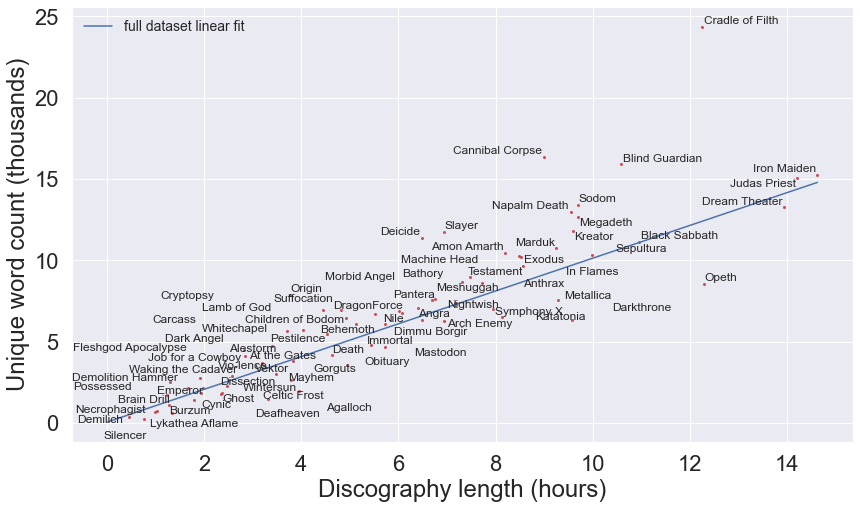 full dataset linear fit
Cradle of Filth
Cannibal Corpse
Blind Guardian
Iron Maiden
Judas Priest
Dream Theater
Sodom
Napalm Death
Megadeth
Kreator
Black Sabbath
Slayer
Deicide
Marduk
Amon Amarth
Sepultura
Machine Head
Exodus
Morbid Angel
Bathory
Testament
In Flames
Opeth
Anthrax
Meshuggah
Origin
Cryptopsy
Suffocation
Pantera
Metallica
Lamb of God
DragonForce
Nightwish
Darkthrone
Symphony X
Katatonia
Carcass
Children of Bodom
Nile
Angra
Arch Enemy
Whitechapel
Behemoth
Dimmu Borgir
Dark Angel
Pestilence
Immortal
Fleshgod Apocalypse
Alestorm
Death
Mastodon
Job for a Cowboy
At the Gates
Obituary
Vio-lence
Vektor
Gorguts
Waking the Cadaver
Demolition Hammer
Dissection
Mayhem
Possessed
Emperor
Wintersun
Celtic Frost
Brain Drill
Ghost
Necrophagist
Burzum
Cynic
Agalloch
Demilich
Lykathea Aflame
Deafheaven
Silencer
Unique word count (thousands)
25
20
15
10
5
0
0 2 4 6 8 10 12 14
Discography length (hours)